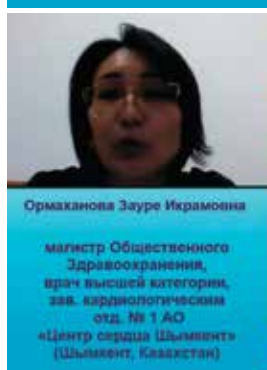 Ормаханова Зауре Икрамовна
магистр Общественного
Здравоохранения,
врач высшей категории,
зав. кардиологическим
отд. № 1 АО
«Центр сердца Шымкент»
(Шымкент, Казахстан)